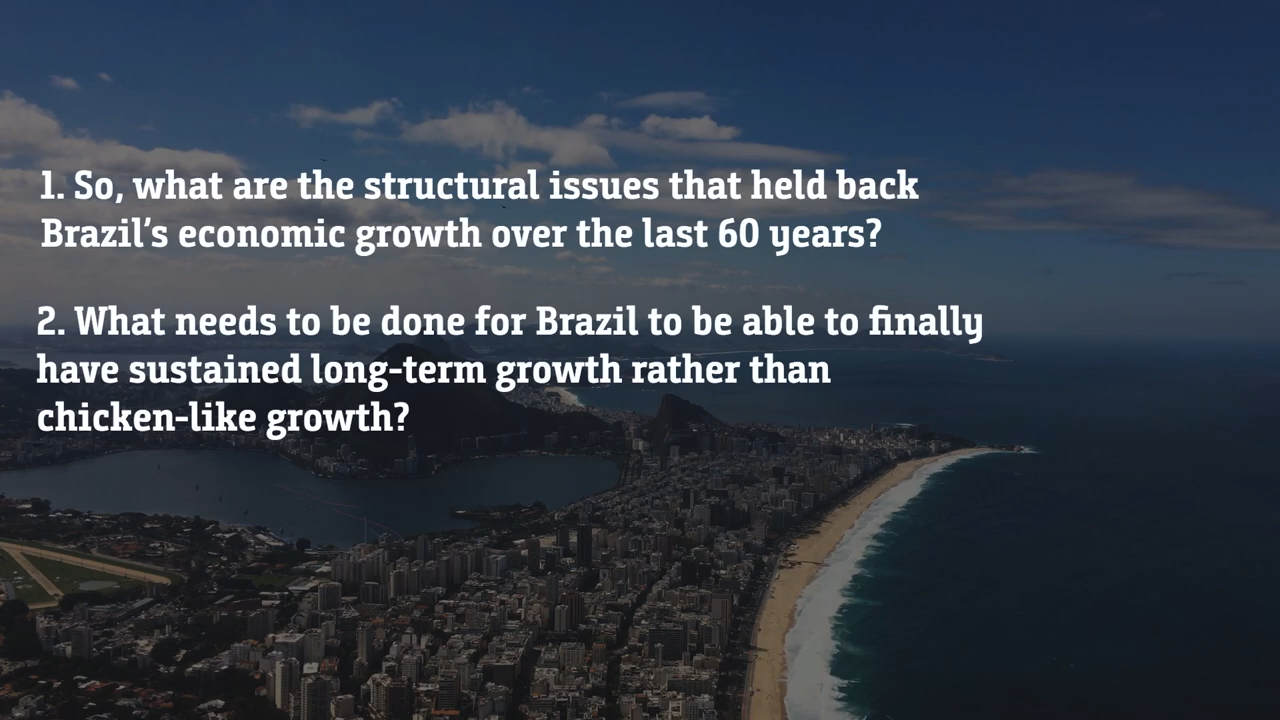 1. So, what are the structural issues that held back
Brazil’s economic growth over the last 60 years?
2. What needs to be done for Brazil to be able to finally
have sustained long-term growth rather than
chicken-like growth?